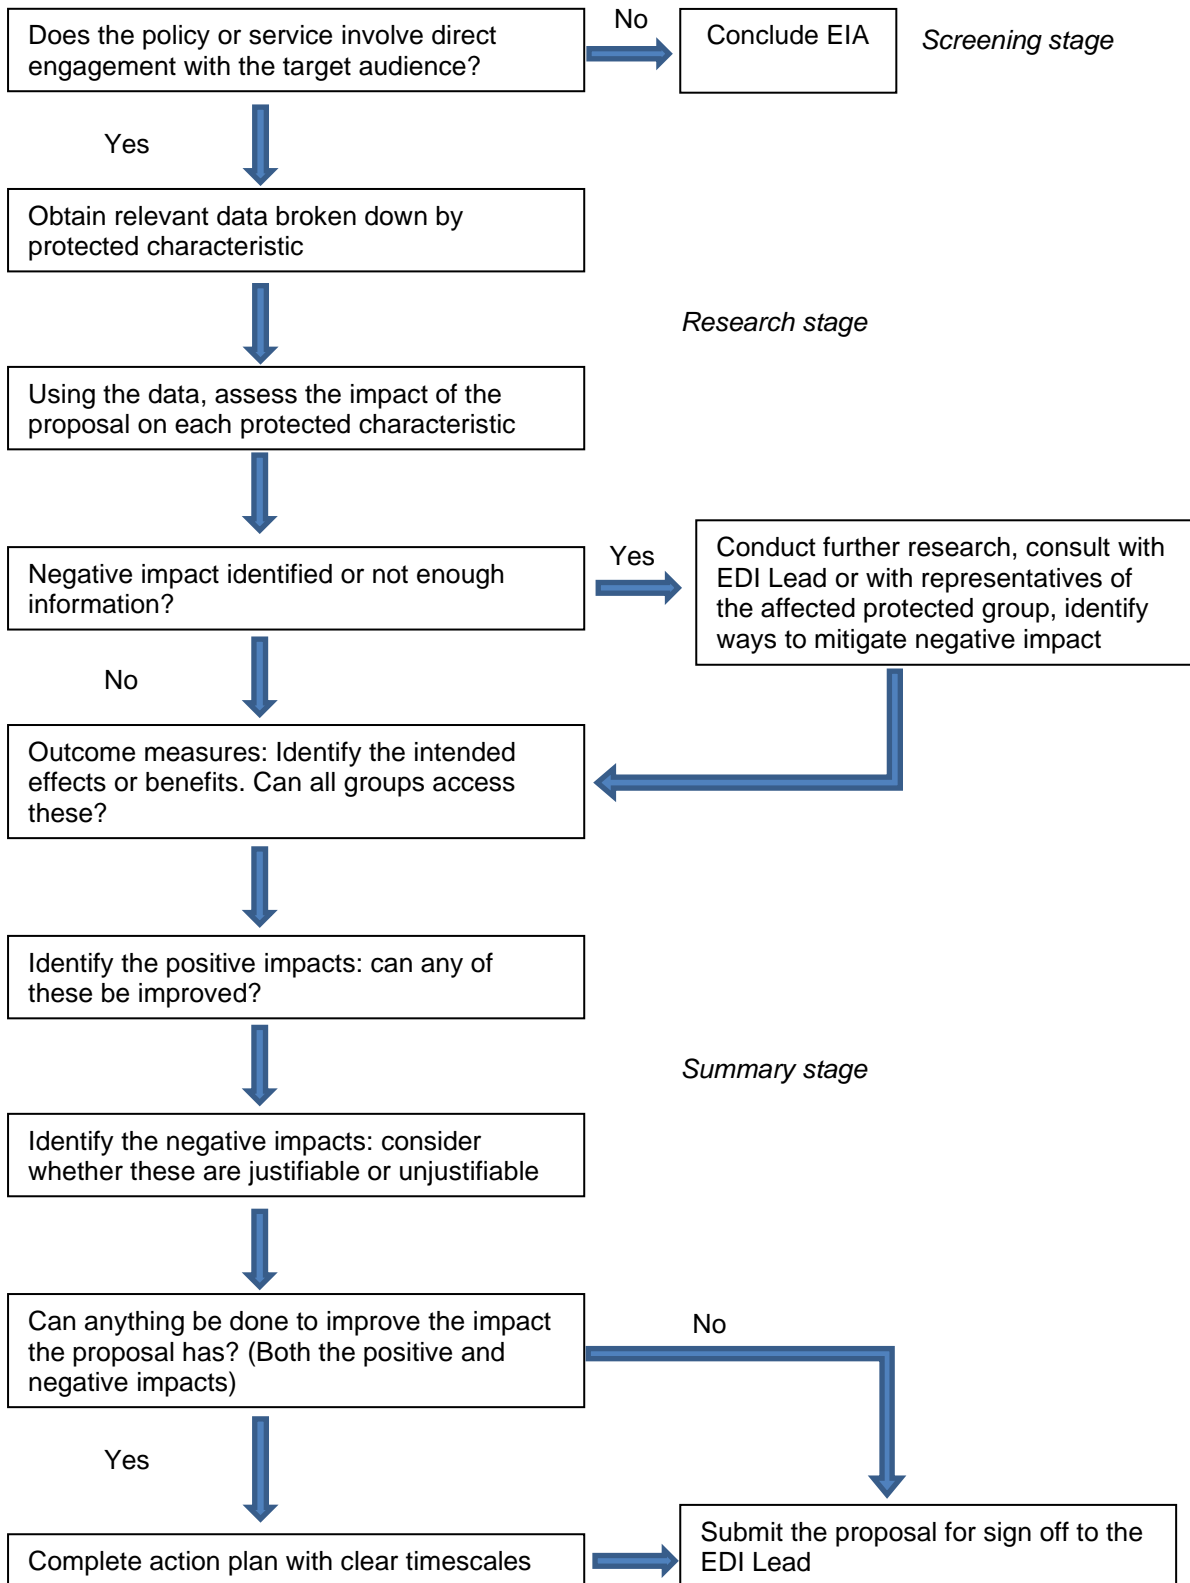 Does the policy or service involve direct
engagement with the target audience?
No
Conclude EIA
Screening stage
Yes
Obtain relevant data broken down by
protected characteristic
Research stage
Using the data, assess the impact of the
proposal on each protected characteristic
Negative impact identified or not enough
information?
Yes
Conduct further research, consult with
EDI Lead or with representatives of
the affected protected group, identify
ways to mitigate negative impact
No
Outcome measures: Identify the intended
effects or benefits. Can all groups access
these?
Identify the positive impacts: can any of
these be improved?
Summary stage
Identify the negative impacts: consider
whether these are justifiable or unjustifiable
Can anything be done to improve the impact
the proposal has? (Both the positive and
negative impacts)
No
Yes
Complete action plan with clear timescales
Submit the proposal for sign off to the
EDI Lead